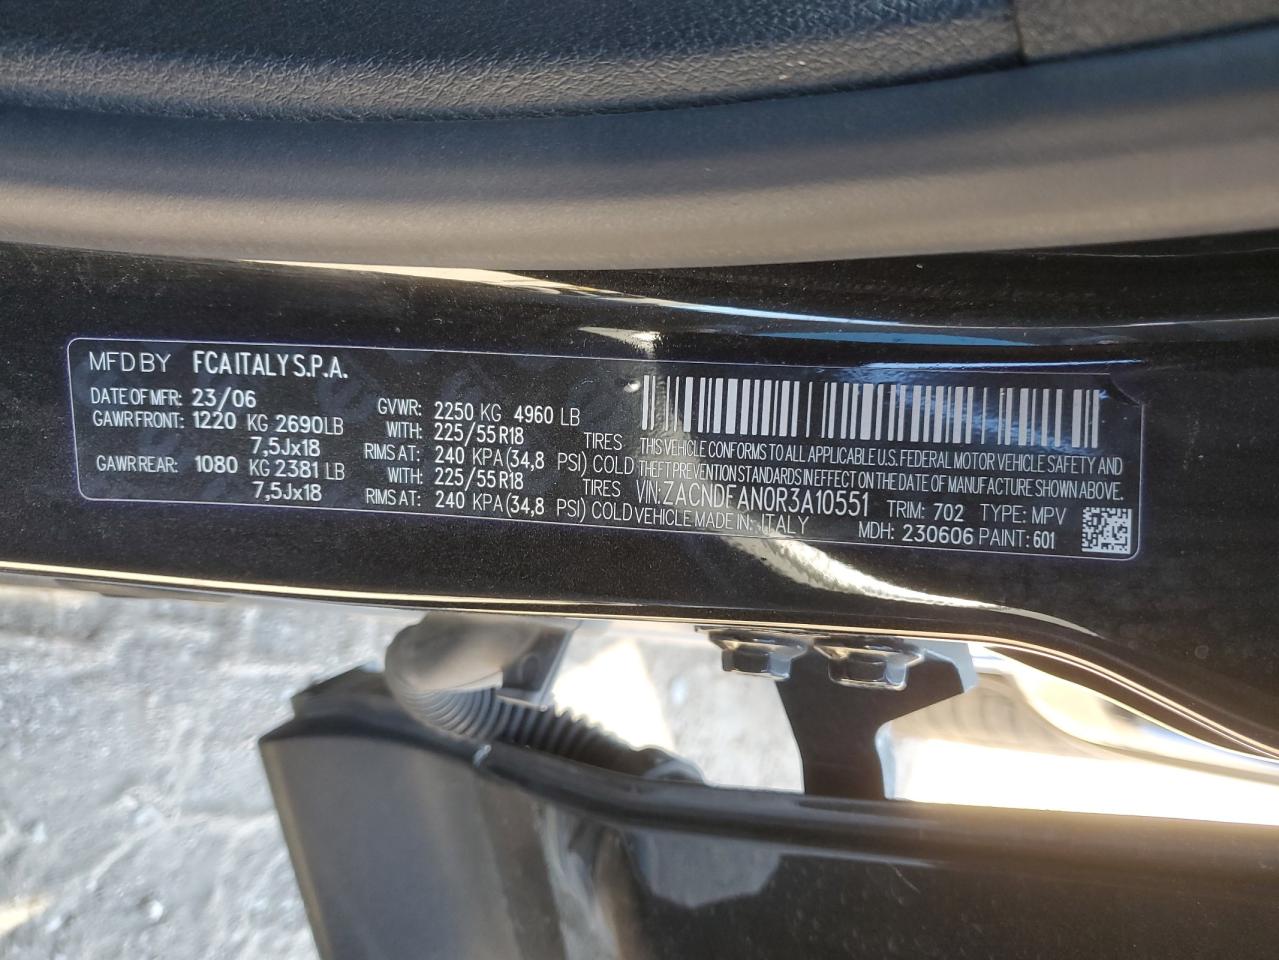 MFD BY FCA ITALY S.P.A.
DATE OF MFR: 23/06 GVWR: 2250 KG 4960 LB
GAWR FRONT: 1220 KG 2690LB WITH: 225/55R18 TIRES
7,5Jx18 RIMS AT: 240 KPA(34,8 PSI) COLD
GAWR REAR: 1080 KG 2381 LB WITH: 225/55R18 TIRES
7,5Jx18 RIMS AT: 240 KPA(34,8 PSI) COLD
THIS VEHICLE CONFORMS TO ALL APPLICABLE U.S. FEDERAL MOTOR VEHICLE SAFETY AND
THEFT PREVENTION STANDARDS IN EFFECT ON THE DATE OF MANUFACTURE SHOWN ABOVE.
VIN: ZACNDFAN0R3A10551 TRIM: 702 TYPE: MPV
VEHICLE MADE IN: ITALY MDH: 230606 PAINT: 601